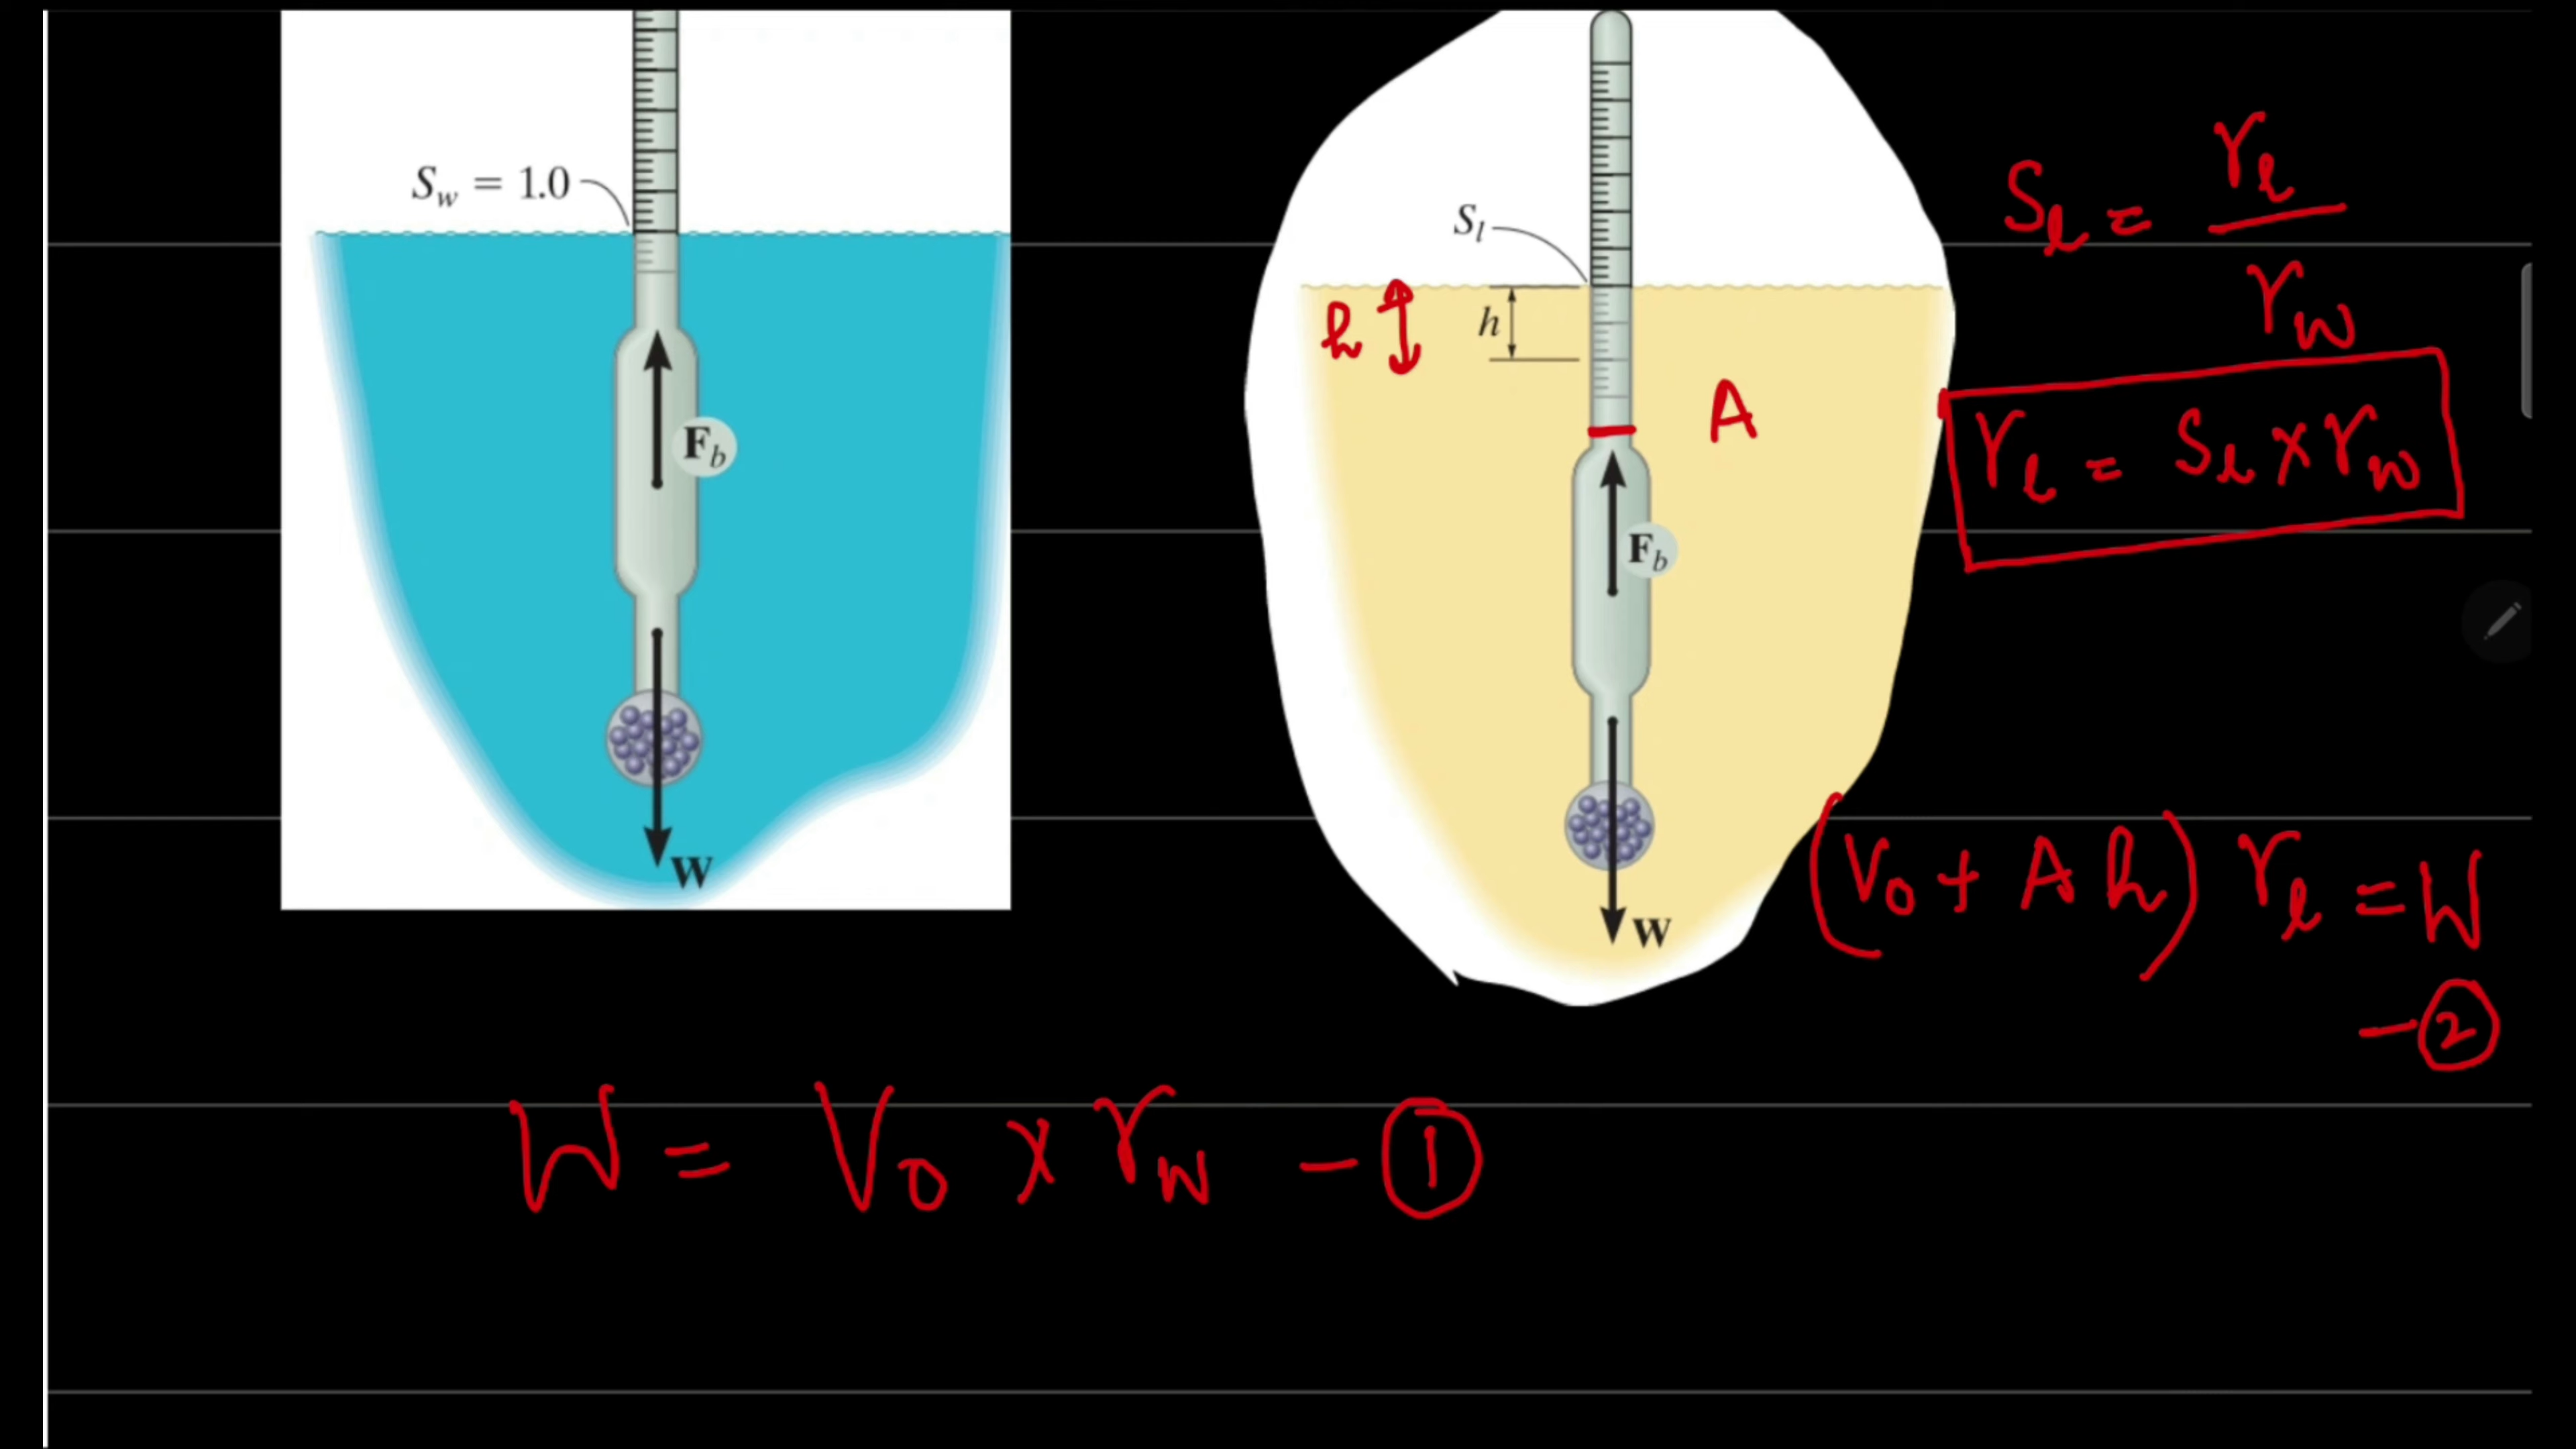 S_w = 1.0
F_b
W
S_l
h
h
A
F_b
W
S_l = γ_l / γ_w
γ_l = S_l × γ_w
(V_0 + A h) γ_l = W
- ②
W = V_0 × γ_w - ①